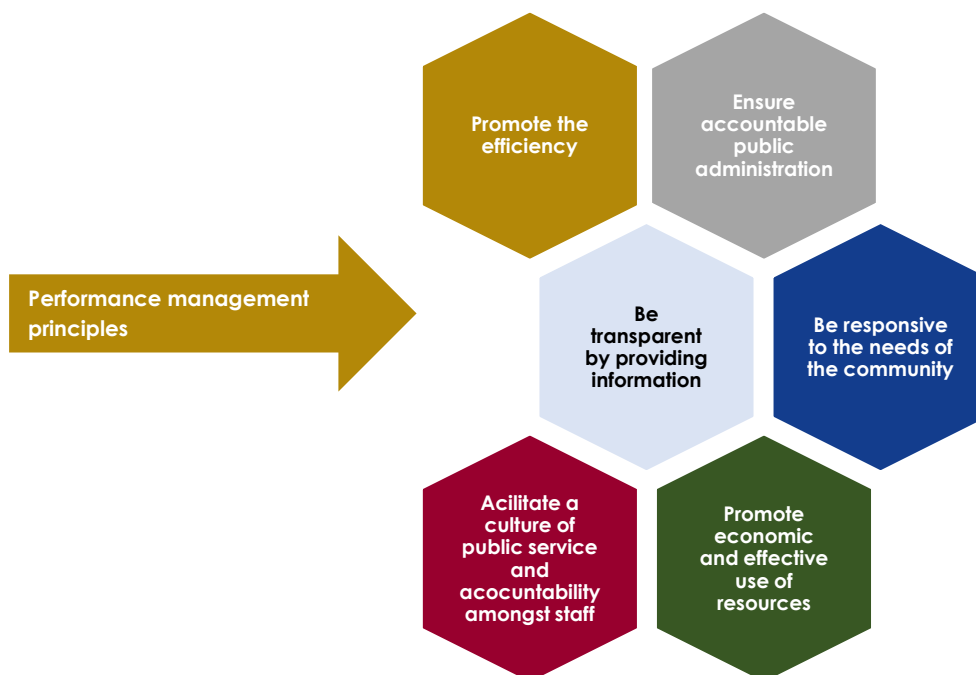 Performance management
principles
Promote the
efficiency
Ensure
accountable
public
administration
Be
transparent
by providing
information
Be responsive
to the needs of
the community
Acilitate a
culture of
public service
and
acocuntability
amongst staff
Promote
economic
and effective
use of
resources